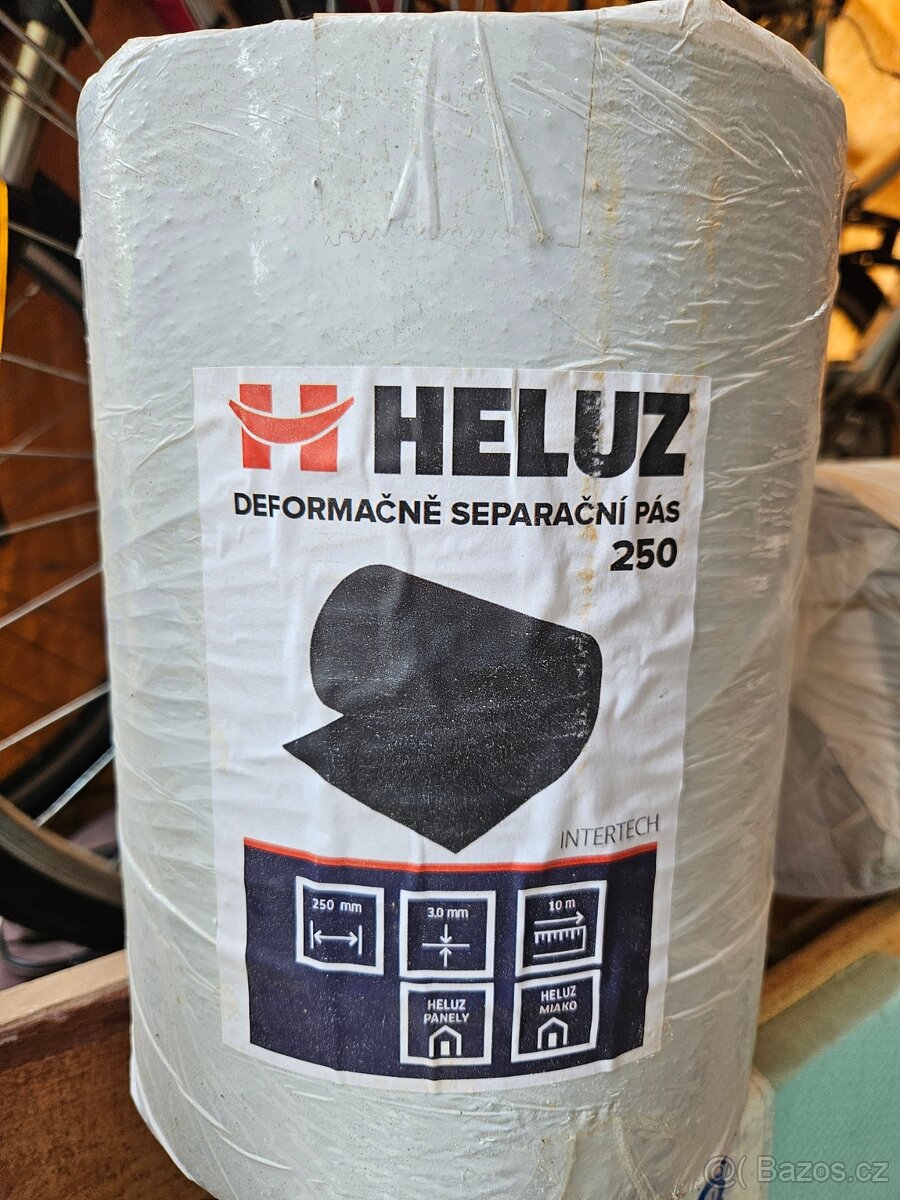 HELUZ
DEFORMAČNĚ SEPARAČNÍ PÁS
250
INTERTECH
250 mm
3.0 mm
10 m
HELUZ
PANELY
HELUZ
MIAKO
@( Bazos.cz